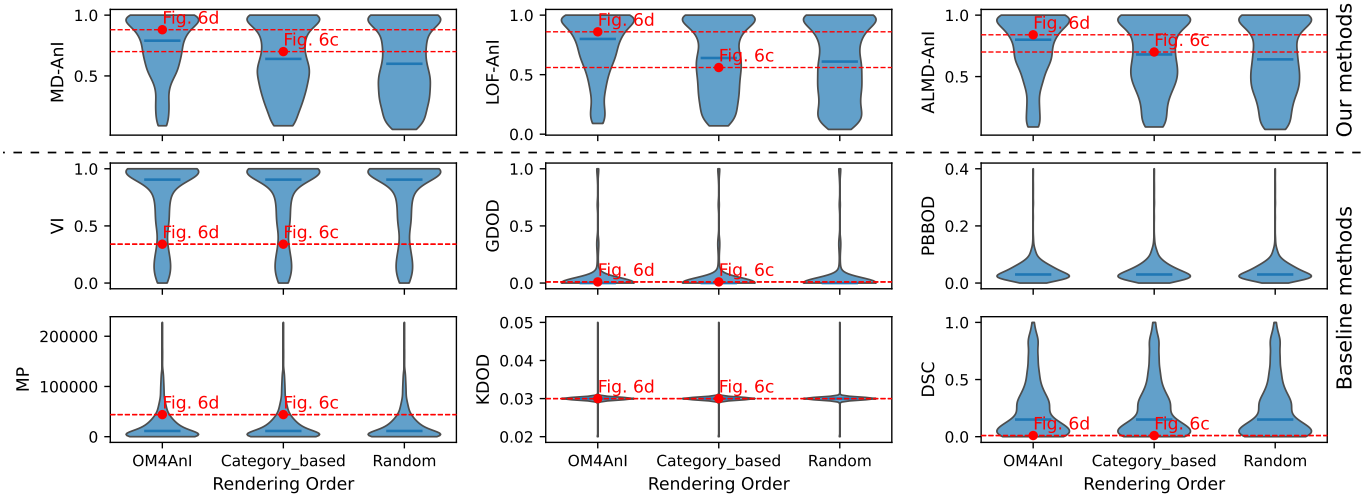 MD-AnI
1.0
0.5
Fig. 6d
Fig. 6c
LOF-AnI
1.0
0.5
0.0
Fig. 6d
Fig. 6c
ALMD-AnI
1.0
0.5
Fig. 6d
Fig. 6c
Our methods
VI
1.0
0.5
0.0
Fig. 6d
Fig. 6c
GDOD
1.0
0.5
0.0
Fig. 6d
Fig. 6c
PBBOD
0.4
0.2
0.0
Baseline methods
MP
200000
100000
0
Fig. 6d
Fig. 6c
OM4AnI
Category_based
Random
Rendering Order
KDOD
0.05
0.04
0.03
0.02
Fig. 6d
Fig. 6c
OM4AnI
Category_based
Random
Rendering Order
DSC
1.0
0.5
0.0
Fig. 6d
Fig. 6c
OM4AnI
Category_based
Random
Rendering Order